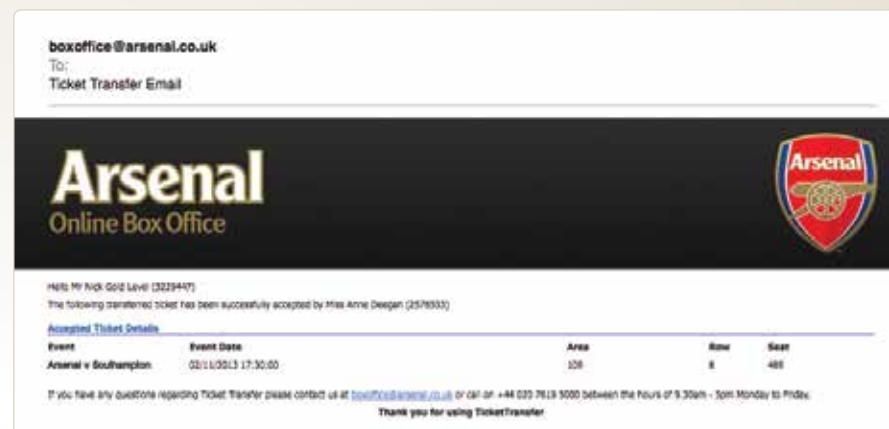 boxoffice@arsenal.co.uk
To:
Ticket Transfer Email
Arsenal
Online Box Office
Arsenal
Hello Mr Nick Gold Level (3229447)
The following transferred ticket has been successfully accepted by Miss Anne Deegan (2576533)
Accepted Ticket Details
Event Event Date Area Row Seat
Arsenal v Southampton 02/11/2013 17:30:00 8
If you have any questions regarding Ticket Transfer please contact us at boxoffice@arsenal.co.uk or call on +44 020 7619 5000 between the hours of 9.30am - 5pm Monday to Friday.
Thank you for using TicketTransfer